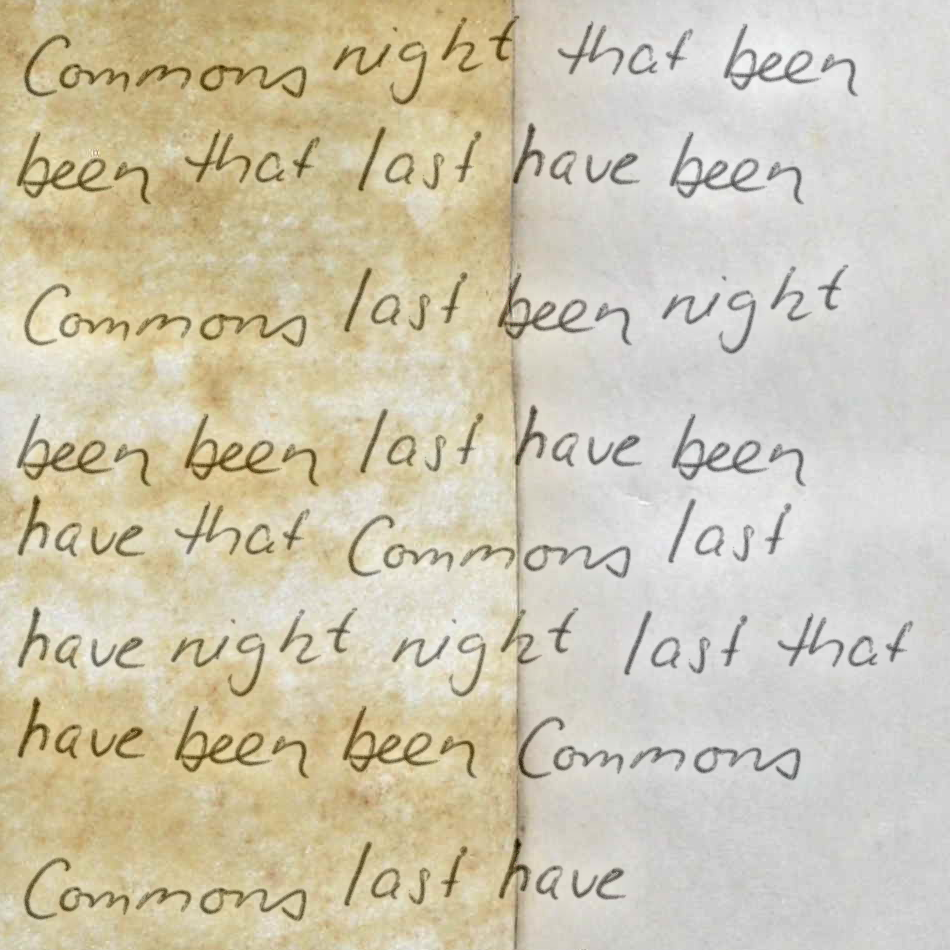 Commons night that been
been that last have been
Commons last been night
been been last have been
have that Commons last
have night night last that
have been been Commons
Commons last have